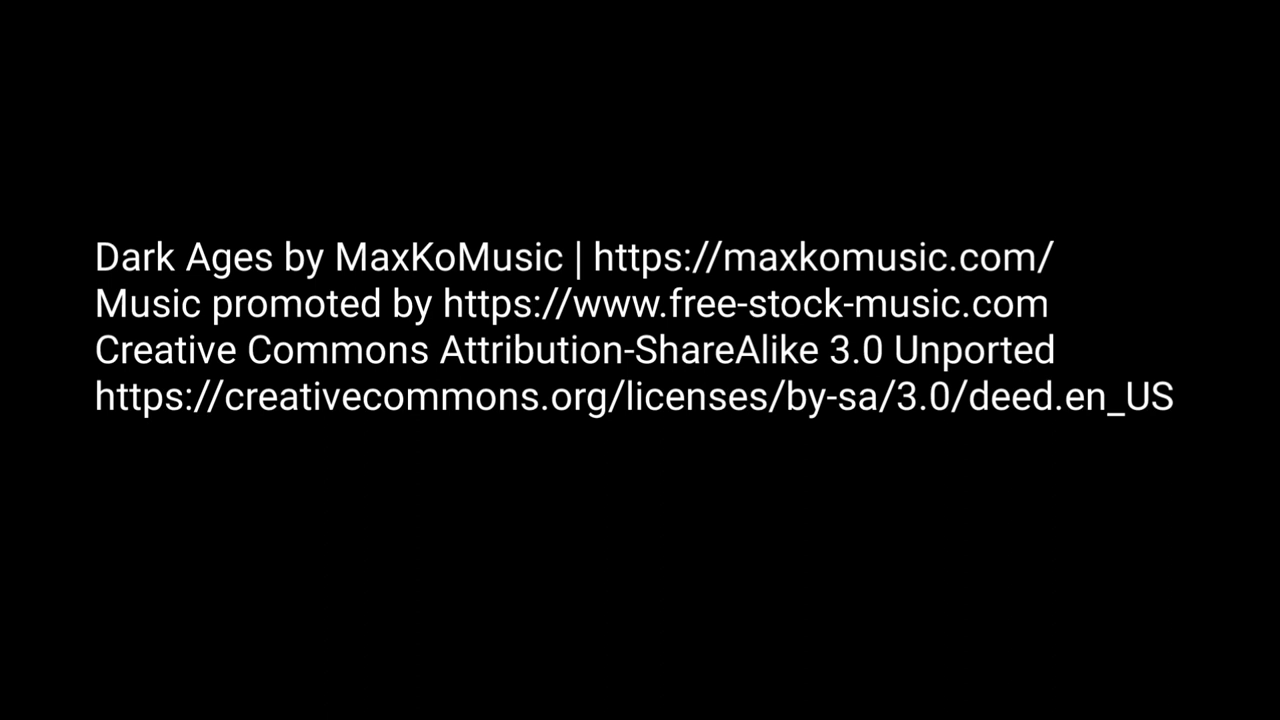 Dark Ages by MaxKoMusic | https://maxkomusic.com/
Music promoted by https://www.free-stock-music.com
Creative Commons Attribution-ShareAlike 3.0 Unported
https://creativecommons.org/licenses/by-sa/3.0/deed.en_US